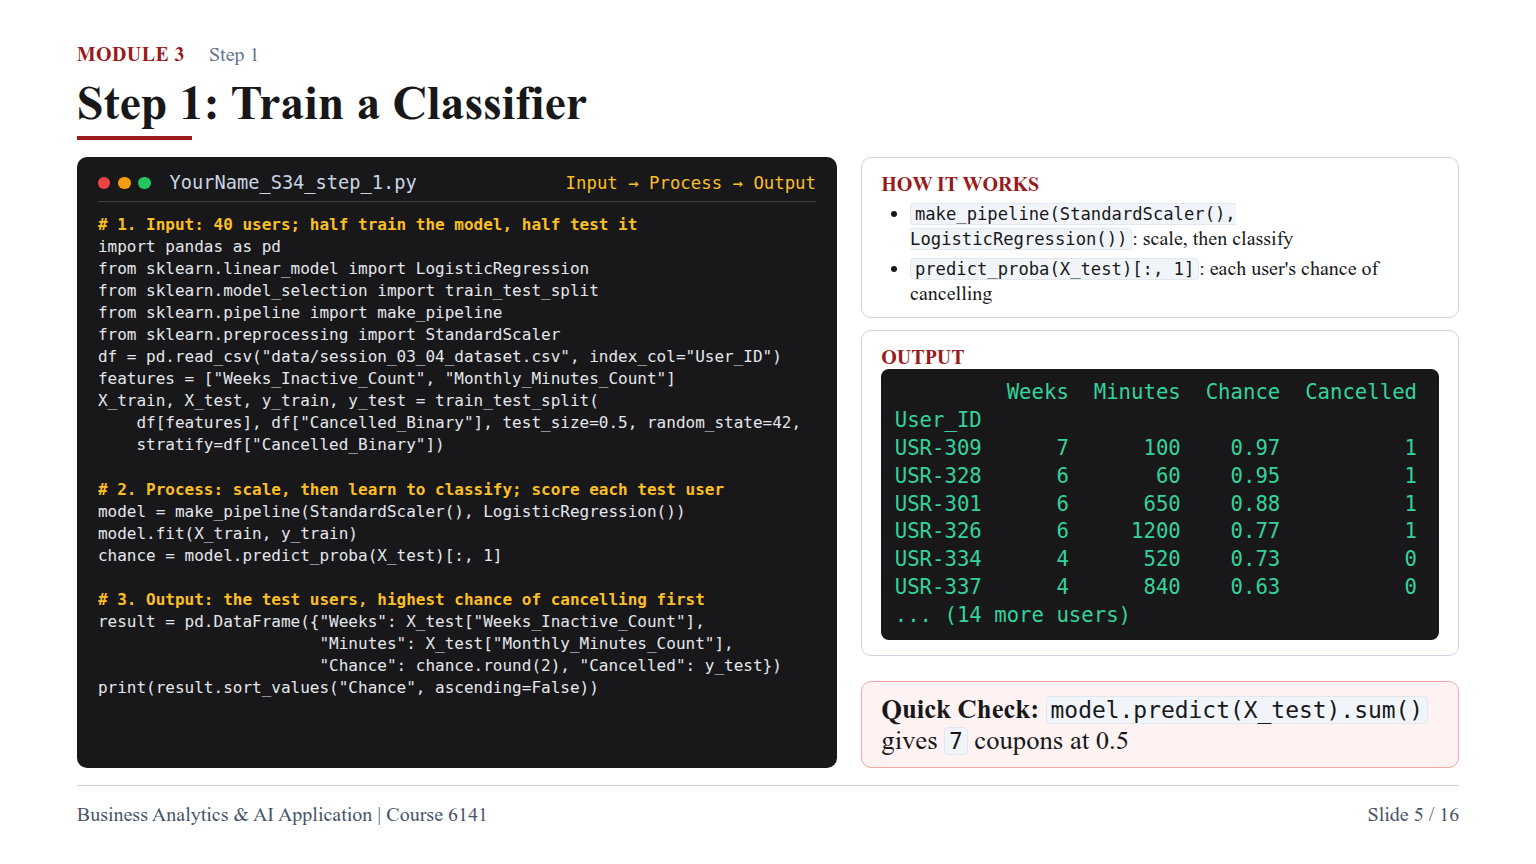 MODULE 3 Step 1
Step 1: Train a Classifier
YourName_S34_step_1.py Input → Process → Output
# 1. Input: 40 users; half train the model, half test it
import pandas as pd
from sklearn.linear_model import LogisticRegression
from sklearn.model_selection import train_test_split
from sklearn.pipeline import make_pipeline
from sklearn.preprocessing import StandardScaler
df = pd.read_csv("data/session_03_04_dataset.csv", index_col="User_ID")
features = ["Weeks_Inactive_Count", "Monthly_Minutes_Count"]
X_train, X_test, y_train, y_test = train_test_split(
    df[features], df["Cancelled_Binary"], test_size=0.5, random_state=42,
    stratify=df["Cancelled_Binary"])
# 2. Process: scale, then learn to classify; score each test user
model = make_pipeline(StandardScaler(), LogisticRegression())
model.fit(X_train, y_train)
chance = model.predict_proba(X_test)[:, 1]
# 3. Output: the test users, highest chance of cancelling first
result = pd.DataFrame({"Weeks": X_test["Weeks_Inactive_Count"],
                       "Minutes": X_test["Monthly_Minutes_Count"],
                       "Chance": chance.round(2), "Cancelled": y_test})
print(result.sort_values("Chance", ascending=False))
HOW IT WORKS
• make_pipeline(StandardScaler(),
LogisticRegression()): scale, then classify
• predict_proba(X_test)[:, 1]: each user's chance of
cancelling
OUTPUT
Weeks Minutes Chance Cancelled
User_ID
USR-309 7 100 0.97 1
USR-328 6 60 0.95 1
USR-301 6 650 0.88 1
USR-326 6 1200 0.77 1
USR-334 4 520 0.73 0
USR-337 4 840 0.63 0
... (14 more users)
Quick Check: model.predict(X_test).sum()
gives 7 coupons at 0.5
Business Analytics & AI Application | Course 6141
Slide 5 / 16